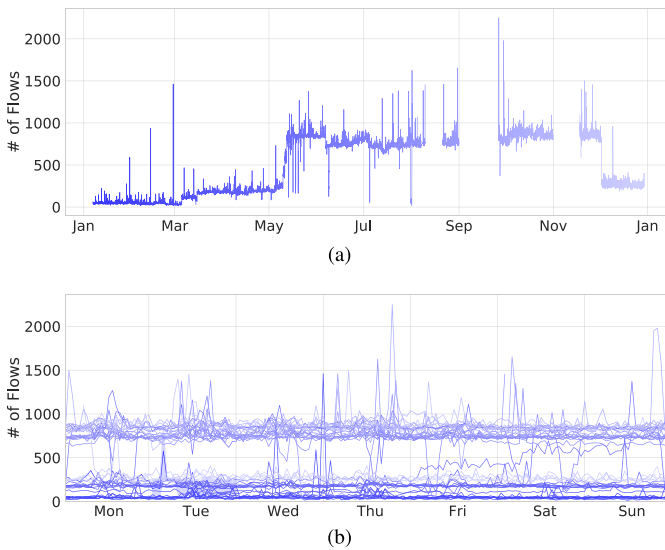 2000
1500
1000
500
0
# of Flows
Jan Mar May Jul Sep Nov Jan
(a)
2000
1500
1000
500
0
# of Flows
Mon Tue Wed Thu Fri Sat Sun
(b)